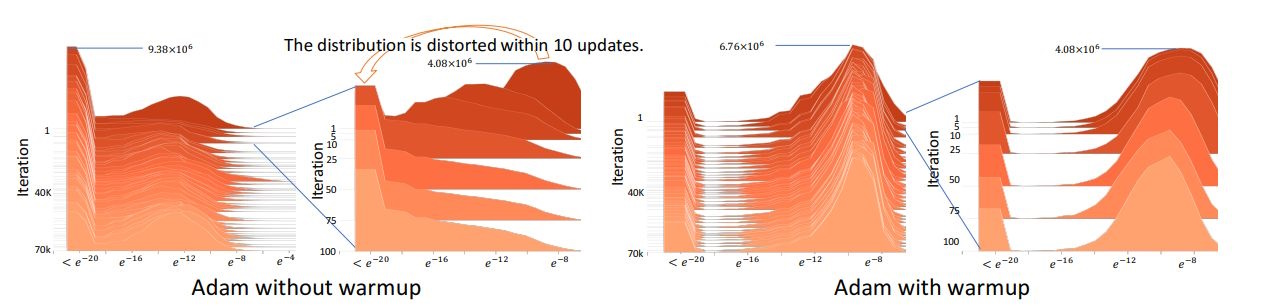 The distribution is distorted within 10 updates.
9.38×10⁶
4.08×10⁶
6.76×10⁶
4.08×10⁶
Iteration
1
40K
70k
< e⁻²⁰ e⁻¹⁶ e⁻¹² e⁻⁸ e⁻⁴
Iteration
1
5
10
25
50
75
100
< e⁻²⁰ e⁻¹⁶ e⁻¹² e⁻⁸
Iteration
1
40K
70k
< e⁻²⁰ e⁻¹⁶ e⁻¹² e⁻⁸
Iteration
1
5
10
25
50
75
100
< e⁻²⁰ e⁻¹⁶ e⁻¹² e⁻⁸
Adam without warmup
Adam with warmup